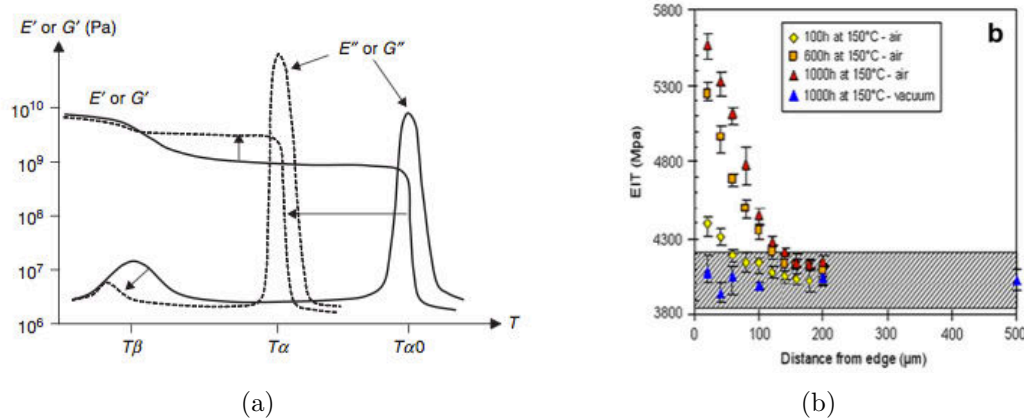 E′ or G′ (Pa)
E″ or G″
E′ or G′
10¹⁰
10⁹
10⁸
10⁷
10⁶
Tβ
Tα
Tα0
T
(a)
b
100h at 150°C - air
600h at 150°C - air
1000h at 150°C - air
1000h at 150°C - vacuum
EIT (Mpa)
5800
5300
4800
4300
3800
0
100
200
300
400
500
Distance from edge (µm)
(b)